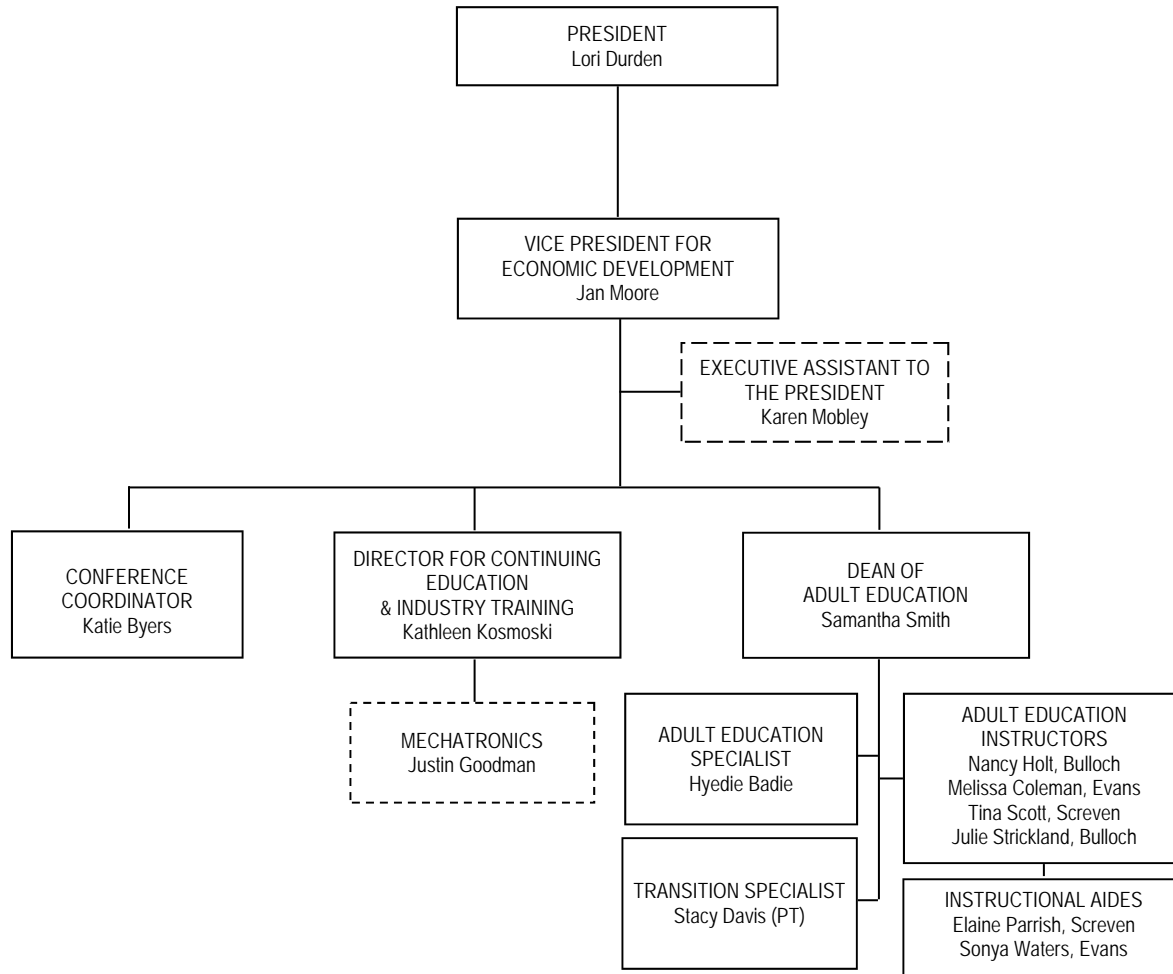 PRESIDENT
Lori Durden
VICE PRESIDENT FOR
ECONOMIC DEVELOPMENT
Jan Moore
EXECUTIVE ASSISTANT TO
THE PRESIDENT
Karen Mobley
CONFERENCE
COORDINATOR
Katie Byers
DIRECTOR FOR CONTINUING
EDUCATION
& INDUSTRY TRAINING
Kathleen Kosmoski
DEAN OF
ADULT EDUCATION
Samantha Smith
MECHATRONICS
Justin Goodman
ADULT EDUCATION
SPECIALIST
Hyedie Badie
ADULT EDUCATION
INSTRUCTORS
Nancy Holt, Bulloch
Melissa Coleman, Evans
Tina Scott, Screven
Julie Strickland, Bulloch
TRANSITION SPECIALIST
Stacy Davis (PT)
INSTRUCTIONAL AIDES
Elaine Parrish, Screven
Sonya Waters, Evans